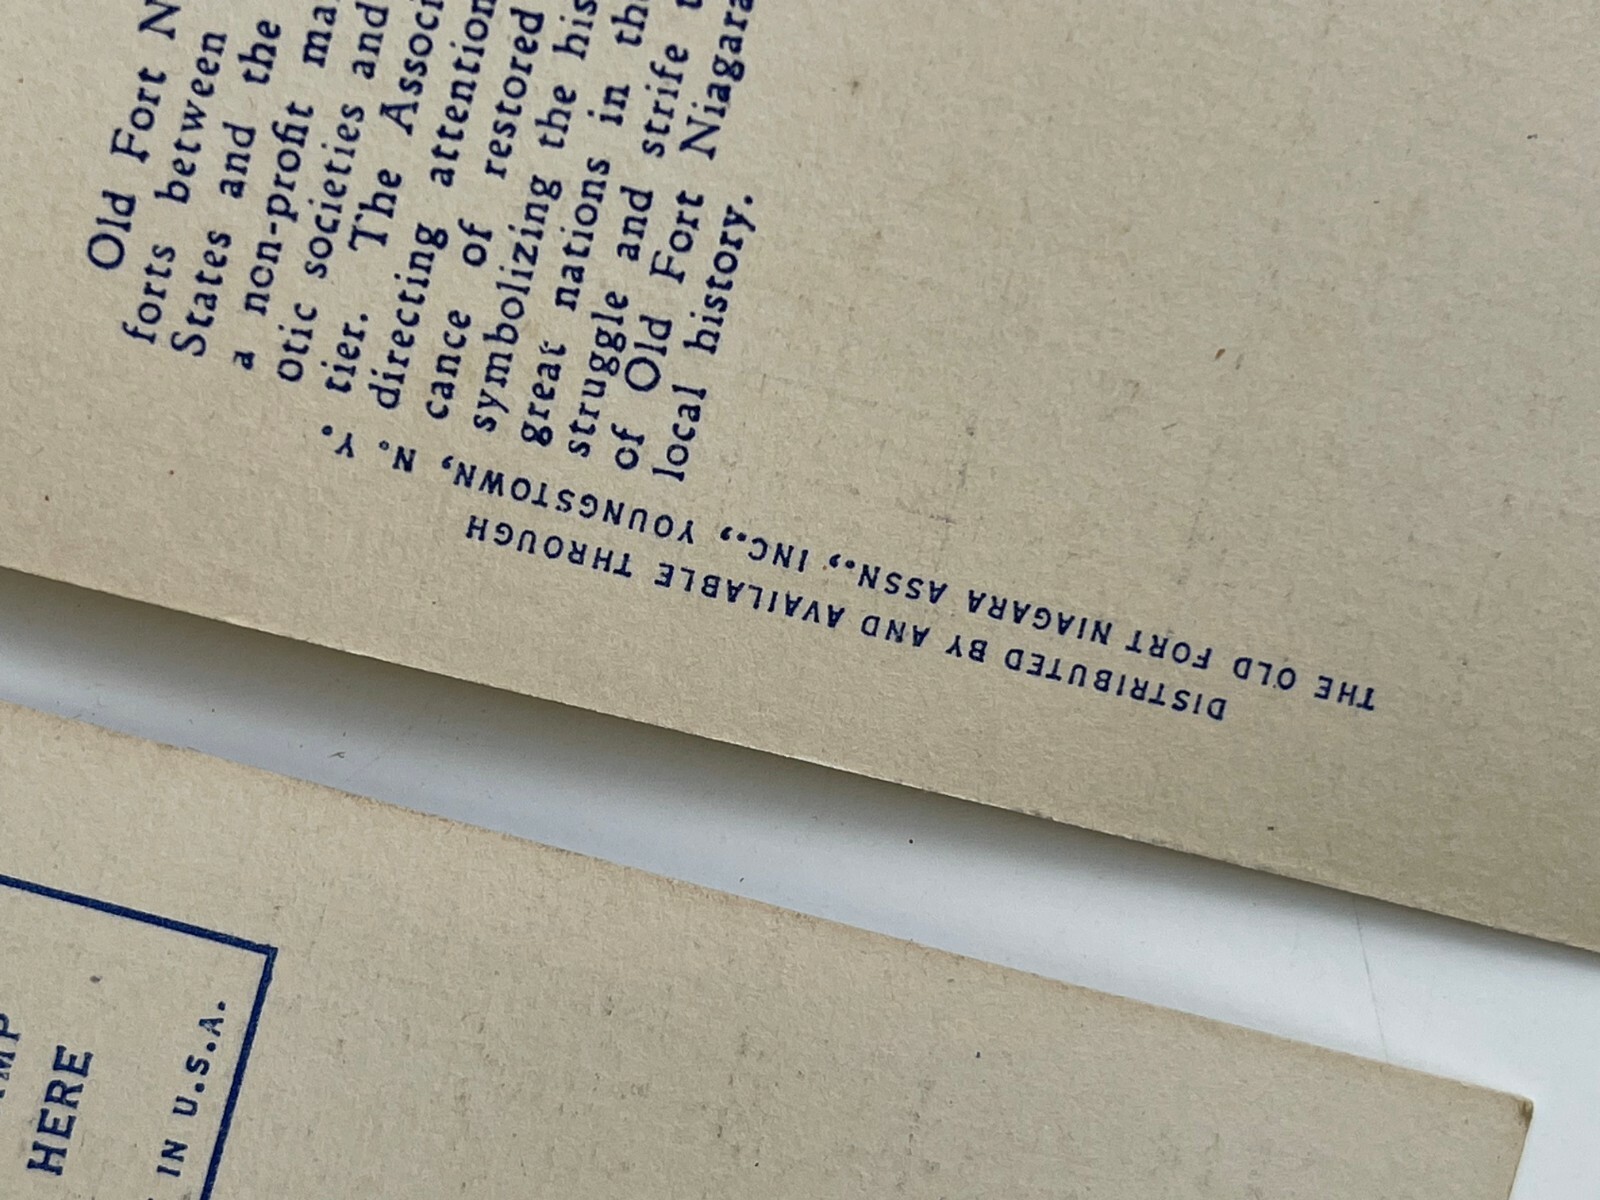 Old Fort
forts between
States and the
a non-profit
otic societies and
tier. The
directing attention
cance of restored
symbolizing the
great nations in
struggle and strife
of Old Fort Niagara
local history.
DISTRIBUTED BY AND AVAILABLE THROUGH
THE OLD FORT NIAGARA ASSN., INC., YOUNGSTOWN, N. Y.
HERE
IN U.S.A.